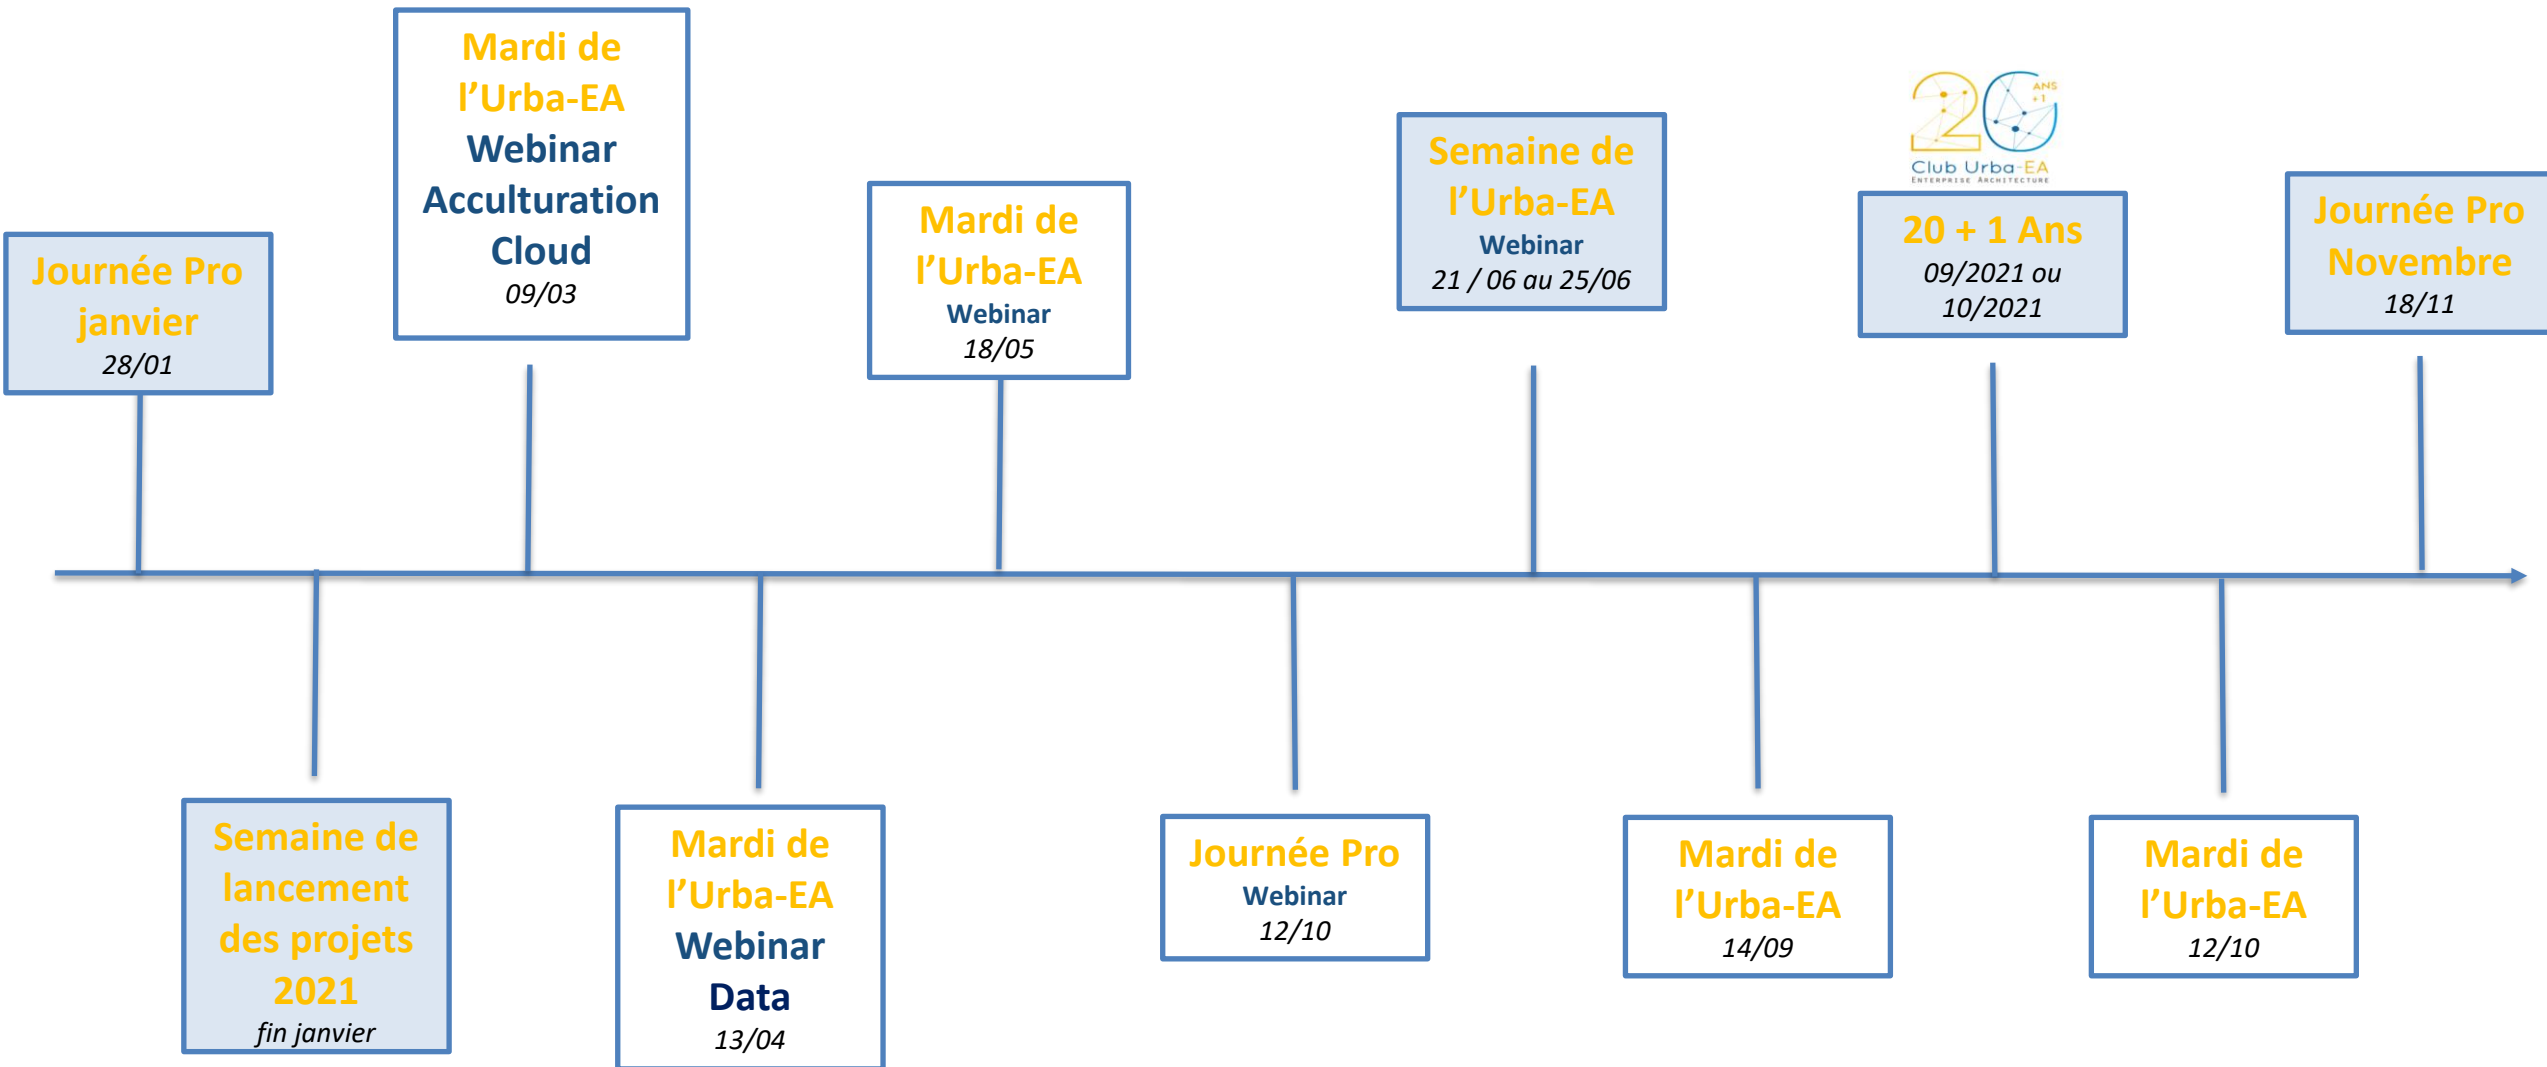 Journée Pro
janvier
28/01
Semaine de
lancement
des projets
2021
fin janvier
Mardi de
l’Urba-EA
Webinar
Acculturation
Cloud
09/03
Mardi de
l’Urba-EA
Webinar
Data
13/04
Mardi de
l’Urba-EA
Webinar
18/05
Journée Pro
Webinar
12/10
Semaine de
l’Urba-EA
Webinar
21 / 06 au 25/06
Mardi de
l’Urba-EA
14/09
20 ANS +1
Club Urba-EA
ENTERPRISE ARCHITECTURE
20 + 1 Ans
09/2021 ou
10/2021
Mardi de
l’Urba-EA
12/10
Journée Pro
Novembre
18/11